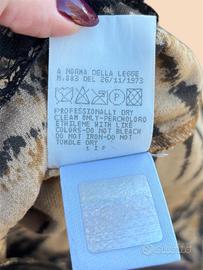 A NORMA DELLA LEGGE
N.883 DEL 26/11/1973
PROFESSIONALLY DRY
CLEAN ONLY-PERCHOLORO
ETHILENE WITH LIKE
COLORS-DO NOT BLEACH
DO NOT IRON-DO NOT
TUMBLE DRY